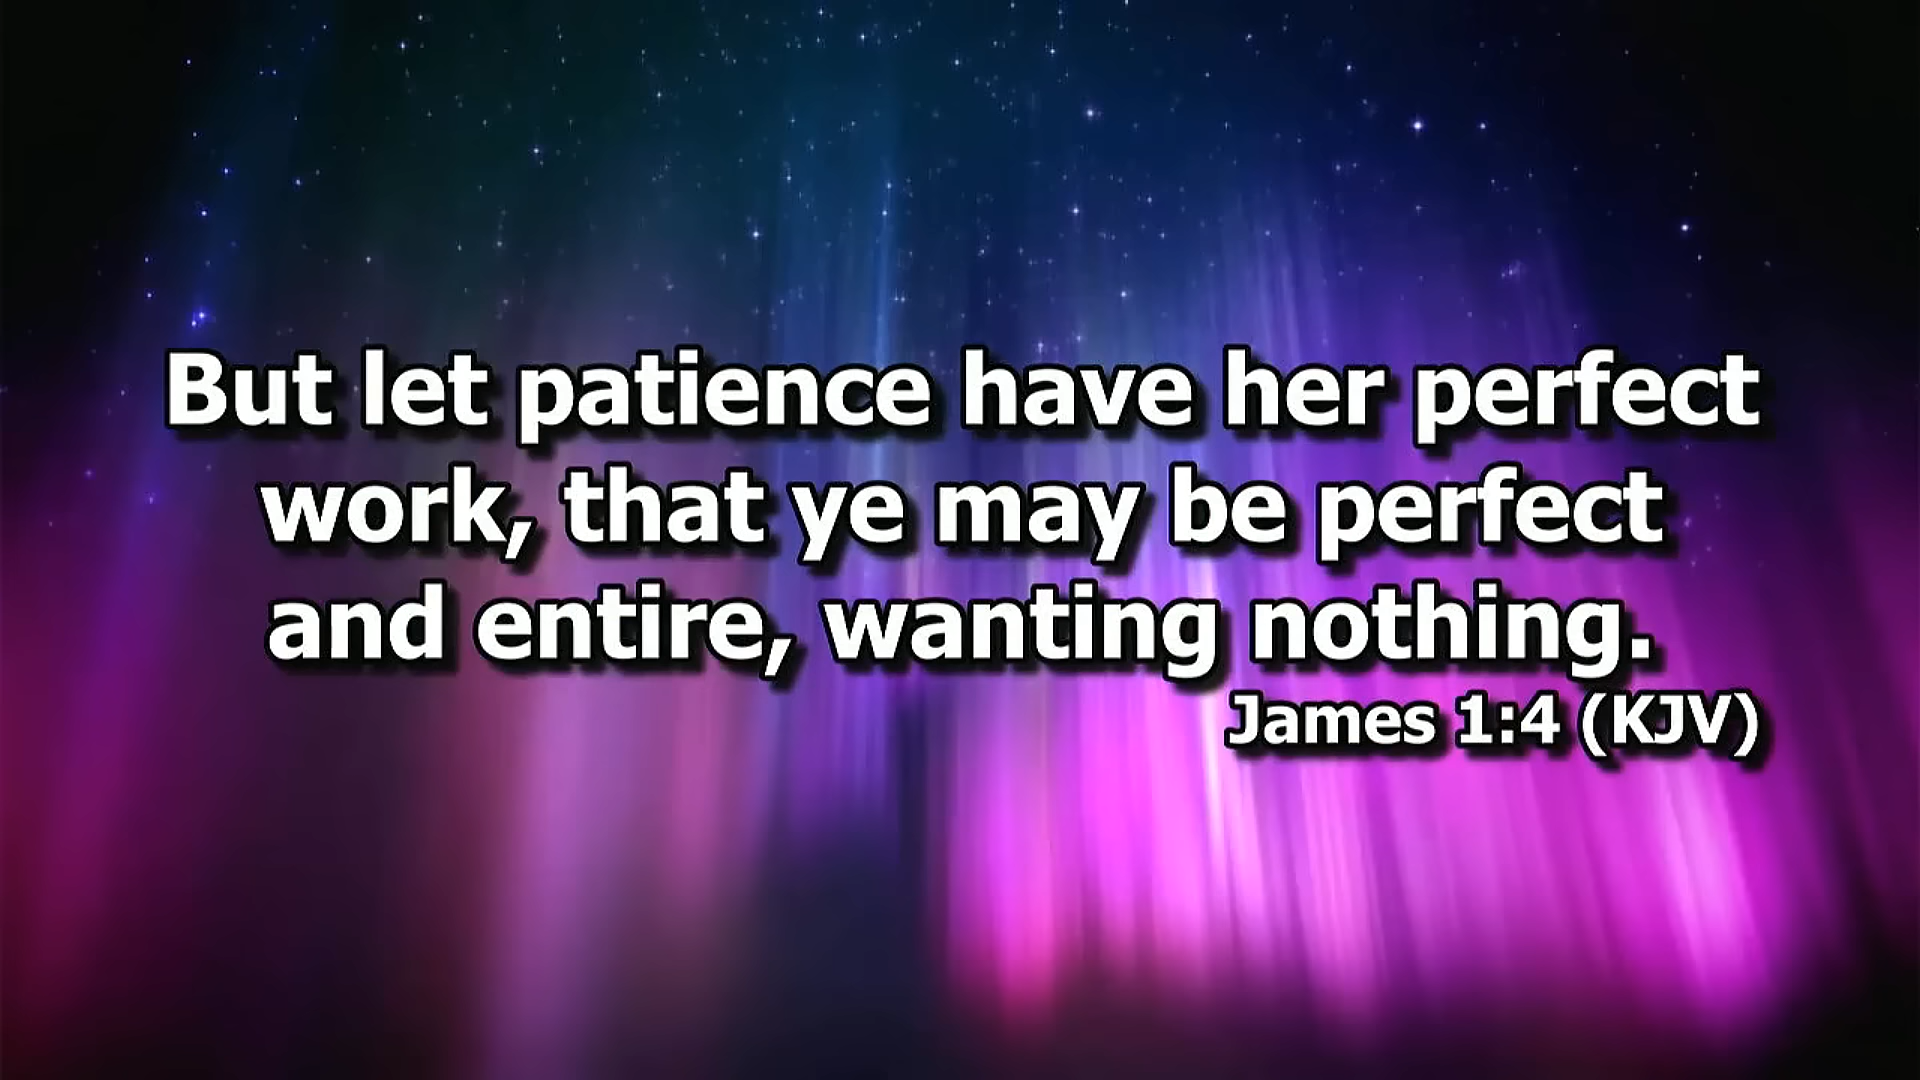 But let patience have her perfect
work, that ye may be perfect
and entire, wanting nothing.
James 1:4 (KJV)